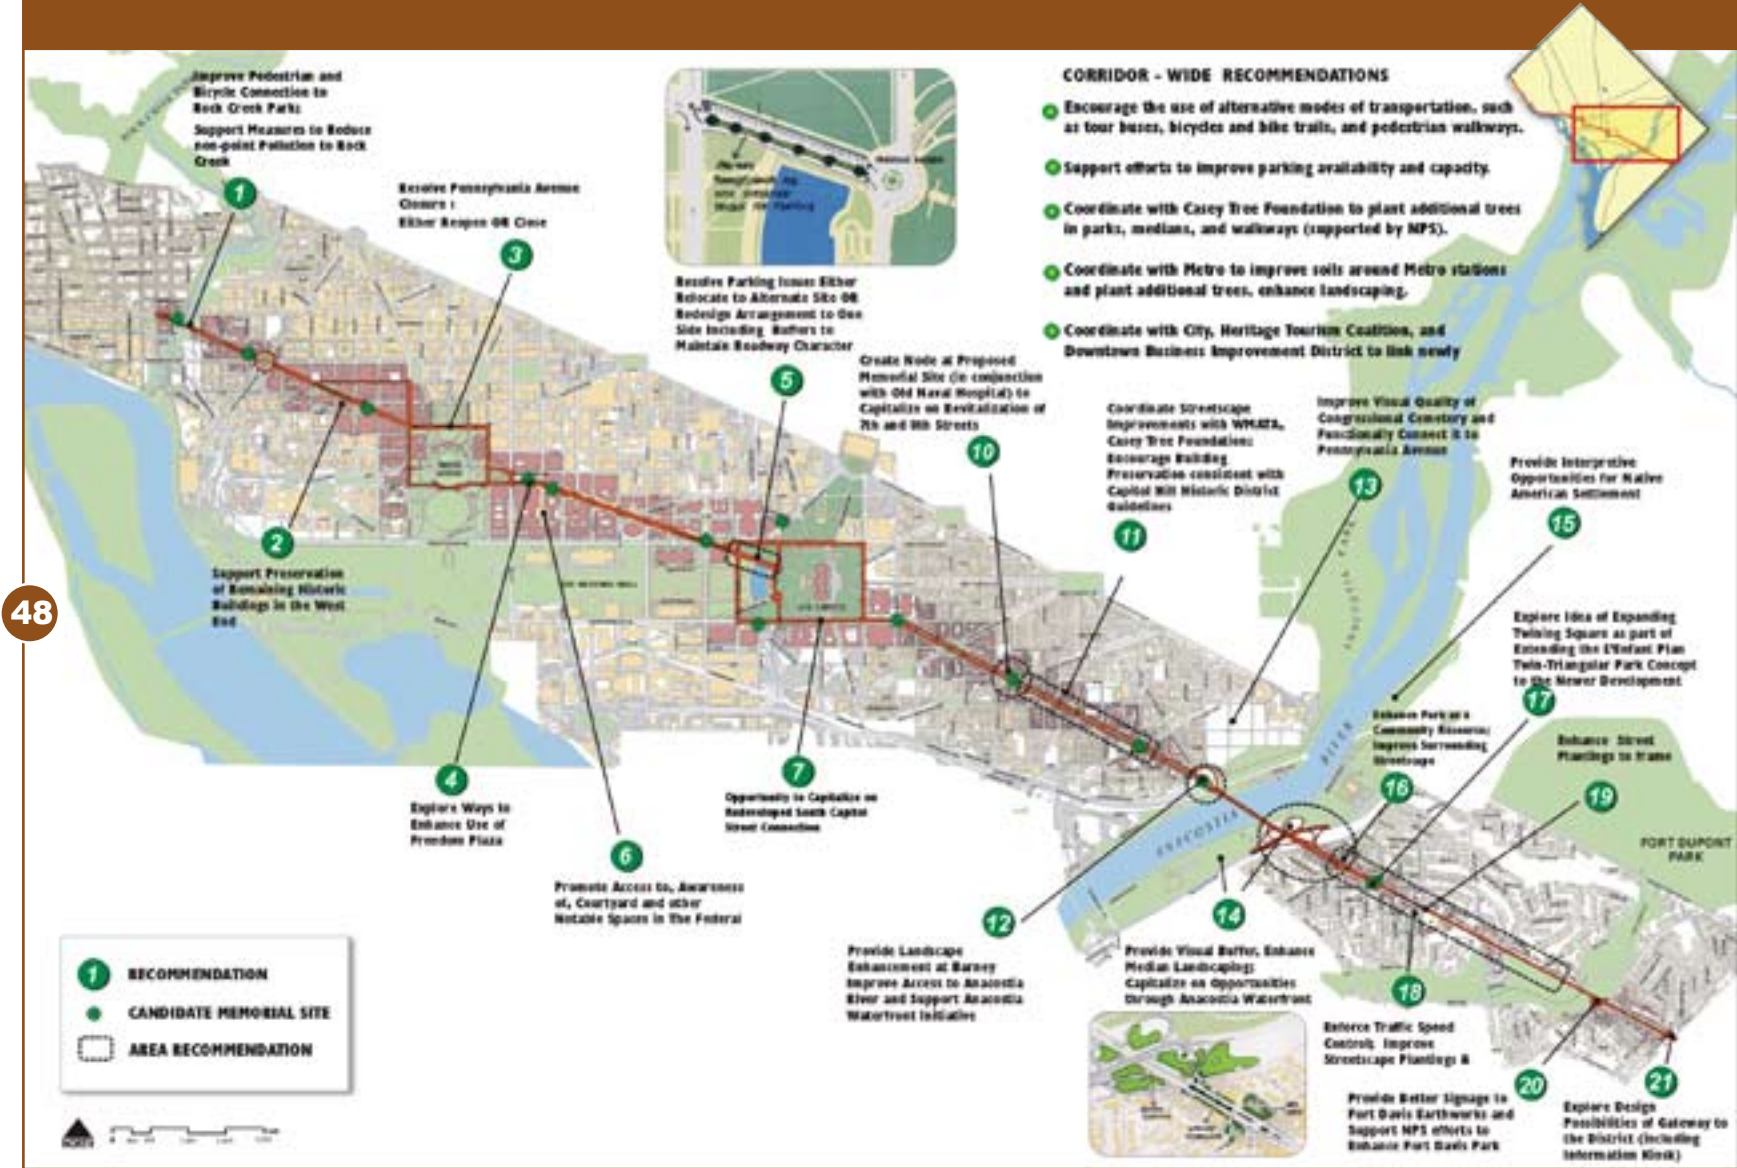 Improve Pedestrian and
Bicycle Connection to
Rock Creek Park;
Support Measures to Reduce
non-point Pollution to Rock
Creek
1
Resolve Pennsylvania Avenue
Closure :
Either Reopen OR Close
3
Resolve Parking Issues Either
Relocate to Alternate Site OR
Redesign Arrangement to One
Side Including Buffers to
Maintain Roadway Character
5
CORRIDOR - WIDE RECOMMENDATIONS
Encourage the use of alternative modes of transportation, such
as tour buses, bicycles and bike trails, and pedestrian walkways.
Support efforts to improve parking availability and capacity.
Coordinate with Casey Tree Foundation to plant additional trees
in parks, medians, and walkways (supported by NPS).
Coordinate with Metro to improve soils around Metro stations
and plant additional trees, enhance landscaping.
Coordinate with City, Heritage Tourism Coalition, and
Downtown Business Improvement District to link newly
Create Node at Proposed
Memorial Site (in conjunction
with Old Naval Hospital) to
Capitalize on Revitalization of
7th and 8th Streets
10
Coordinate Streetscape
Improvements with WMATA,
Casey Tree Foundation;
Encourage Building
Preservation consistent with
Capitol Hill Historic District
Guidelines
11
Improve Visual Quality of
Congressional Cemetery and
Functionally Connect it to
Pennsylvania Avenue
13
Provide Interpretive
Opportunities for Native
American Settlement
15
2
Support Preservation
of Remaining Historic
Buildings in the West
End
48
Explore Idea of Expanding
Twining Square as part of
Extending the L'Enfant Plan
Twin-Triangular Park Concept
to the Newer Development
17
Enhance Park as a
Community Resource;
Improve Surrounding
Streetscape
16
Enhance Street
Plantings to Frame
19
ANACOSTIA PARK
ANACOSTIA RIVER
FORT DUPONT
PARK
4
Explore Ways to
Enhance Use of
Freedom Plaza
6
Promote Access to, Awareness
of, Courtyard and other
Notable Spaces in The Federal
7
Opportunity to Capitalize on
Redeveloped South Capitol
Street Connection
12
Provide Landscape
Enhancement at Barney
Improve Access to Anacostia
River and Support Anacostia
Waterfront Initiative
14
Provide Visual Buffer, Enhance
Median Landscaping;
Capitalize on Opportunities
through Anacostia Waterfront
18
Enforce Traffic Speed
Control; Improve
Streetscape Plantings &
20
Provide Better Signage to
Fort Davis Earthworks and
Support NPS efforts to
Enhance Fort Davis Park
21
Explore Design
Possibilities of Gateway to
the District (including
Information Kiosk)
1 RECOMMENDATION
CANDIDATE MEMORIAL SITE
AREA RECOMMENDATION
NORTH